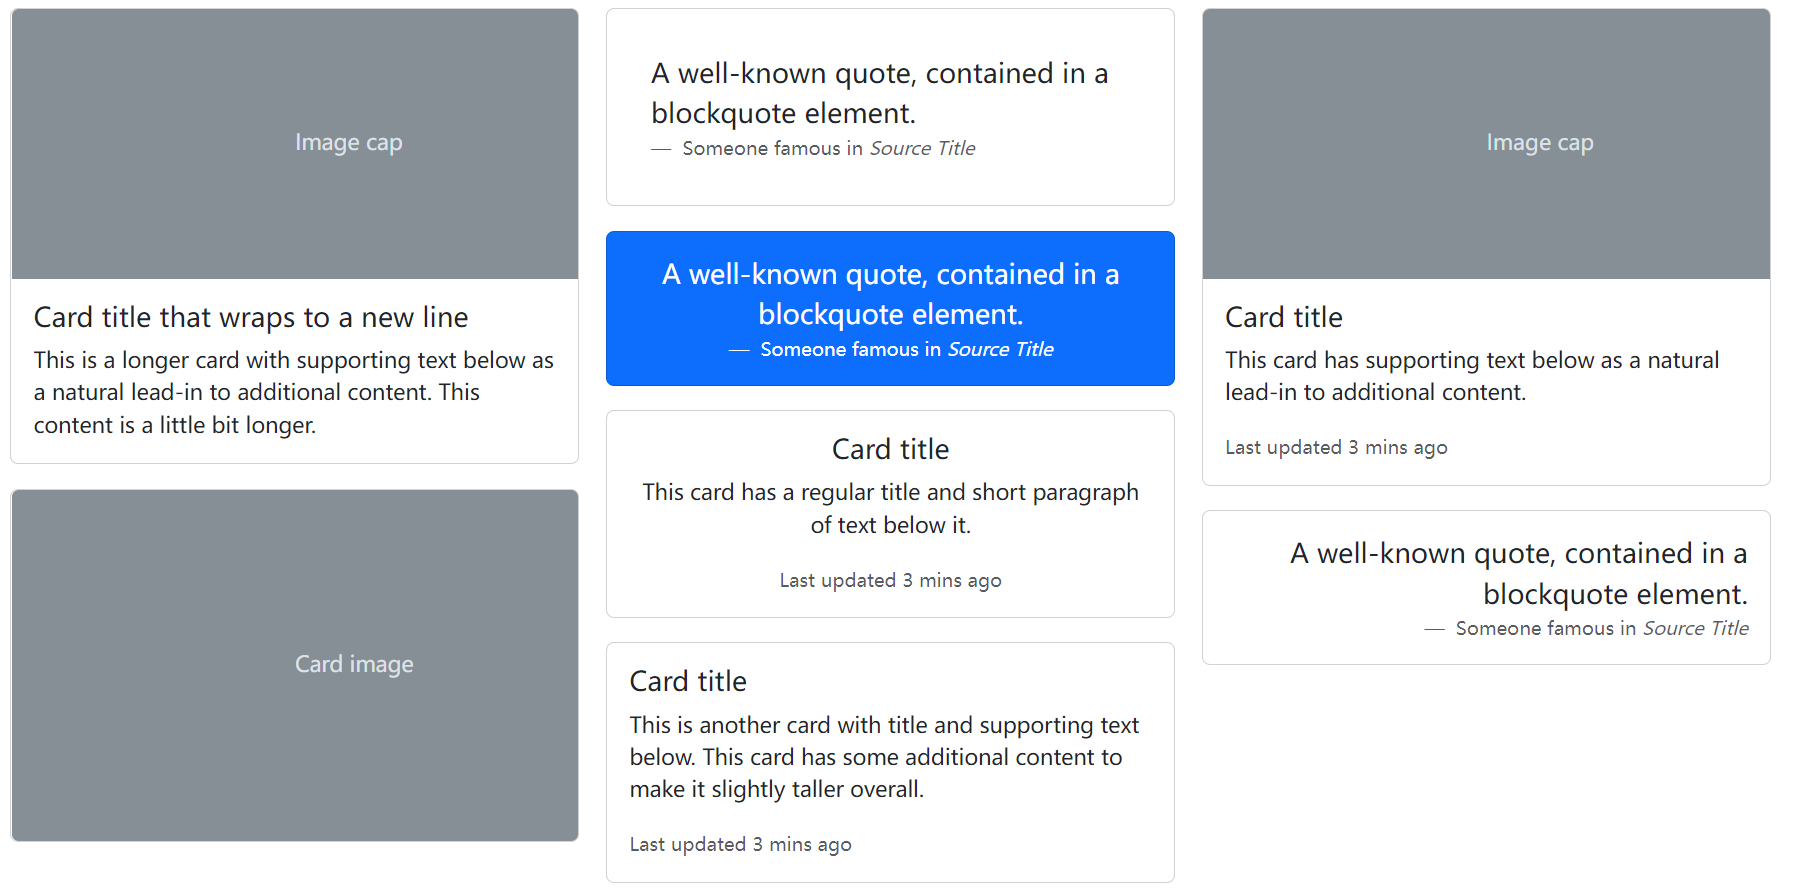 Image cap
Card title that wraps to a new line
This is a longer card with supporting text below as
a natural lead-in to additional content. This
content is a little bit longer.
Card image
A well-known quote, contained in a
blockquote element.
— Someone famous in Source Title
A well-known quote, contained in a
blockquote element.
— Someone famous in Source Title
Card title
This card has a regular title and short paragraph
of text below it.
Last updated 3 mins ago
Card title
This is another card with title and supporting text
below. This card has some additional content to
make it slightly taller overall.
Last updated 3 mins ago
Image cap
Card title
This card has supporting text below as a natural
lead-in to additional content.
Last updated 3 mins ago
A well-known quote, contained in a
blockquote element.
— Someone famous in Source Title